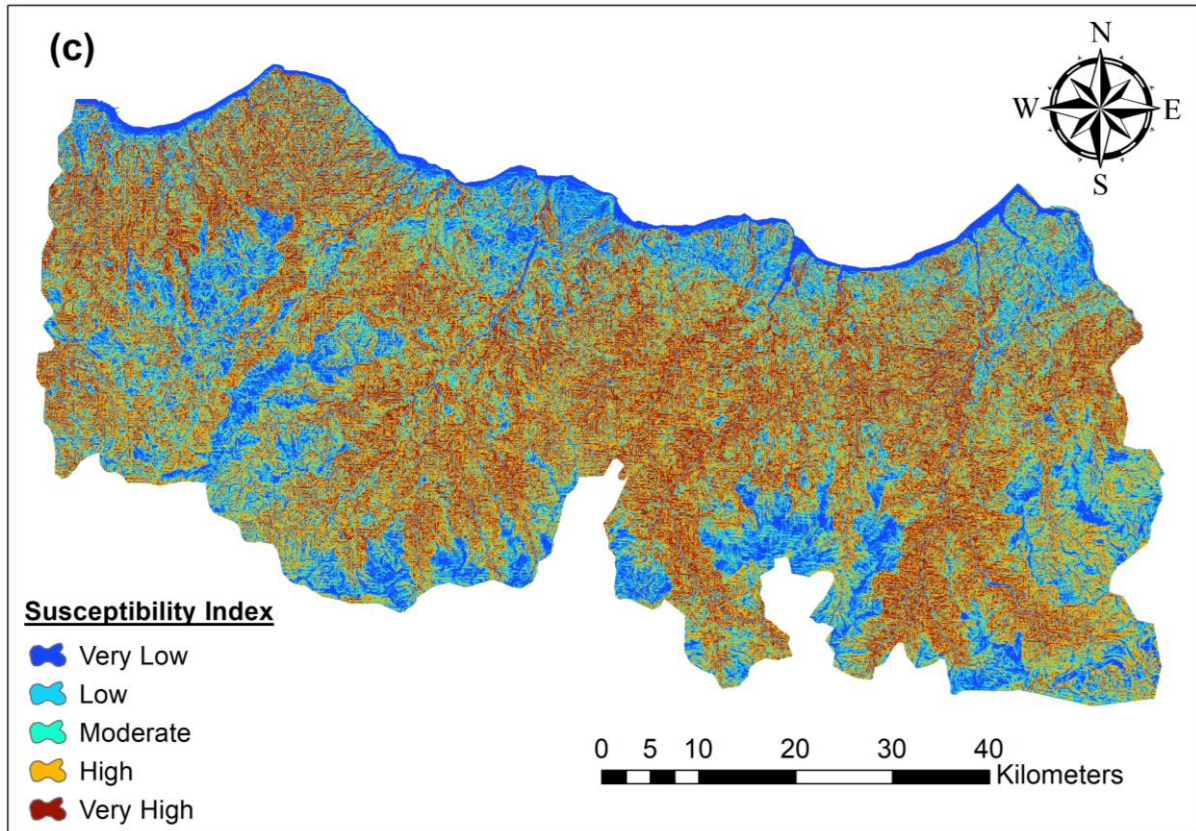 (c)
N
W E
S
Susceptibility Index
Very Low
Low
Moderate
High
Very High
0 5 10 20 30 40
Kilometers